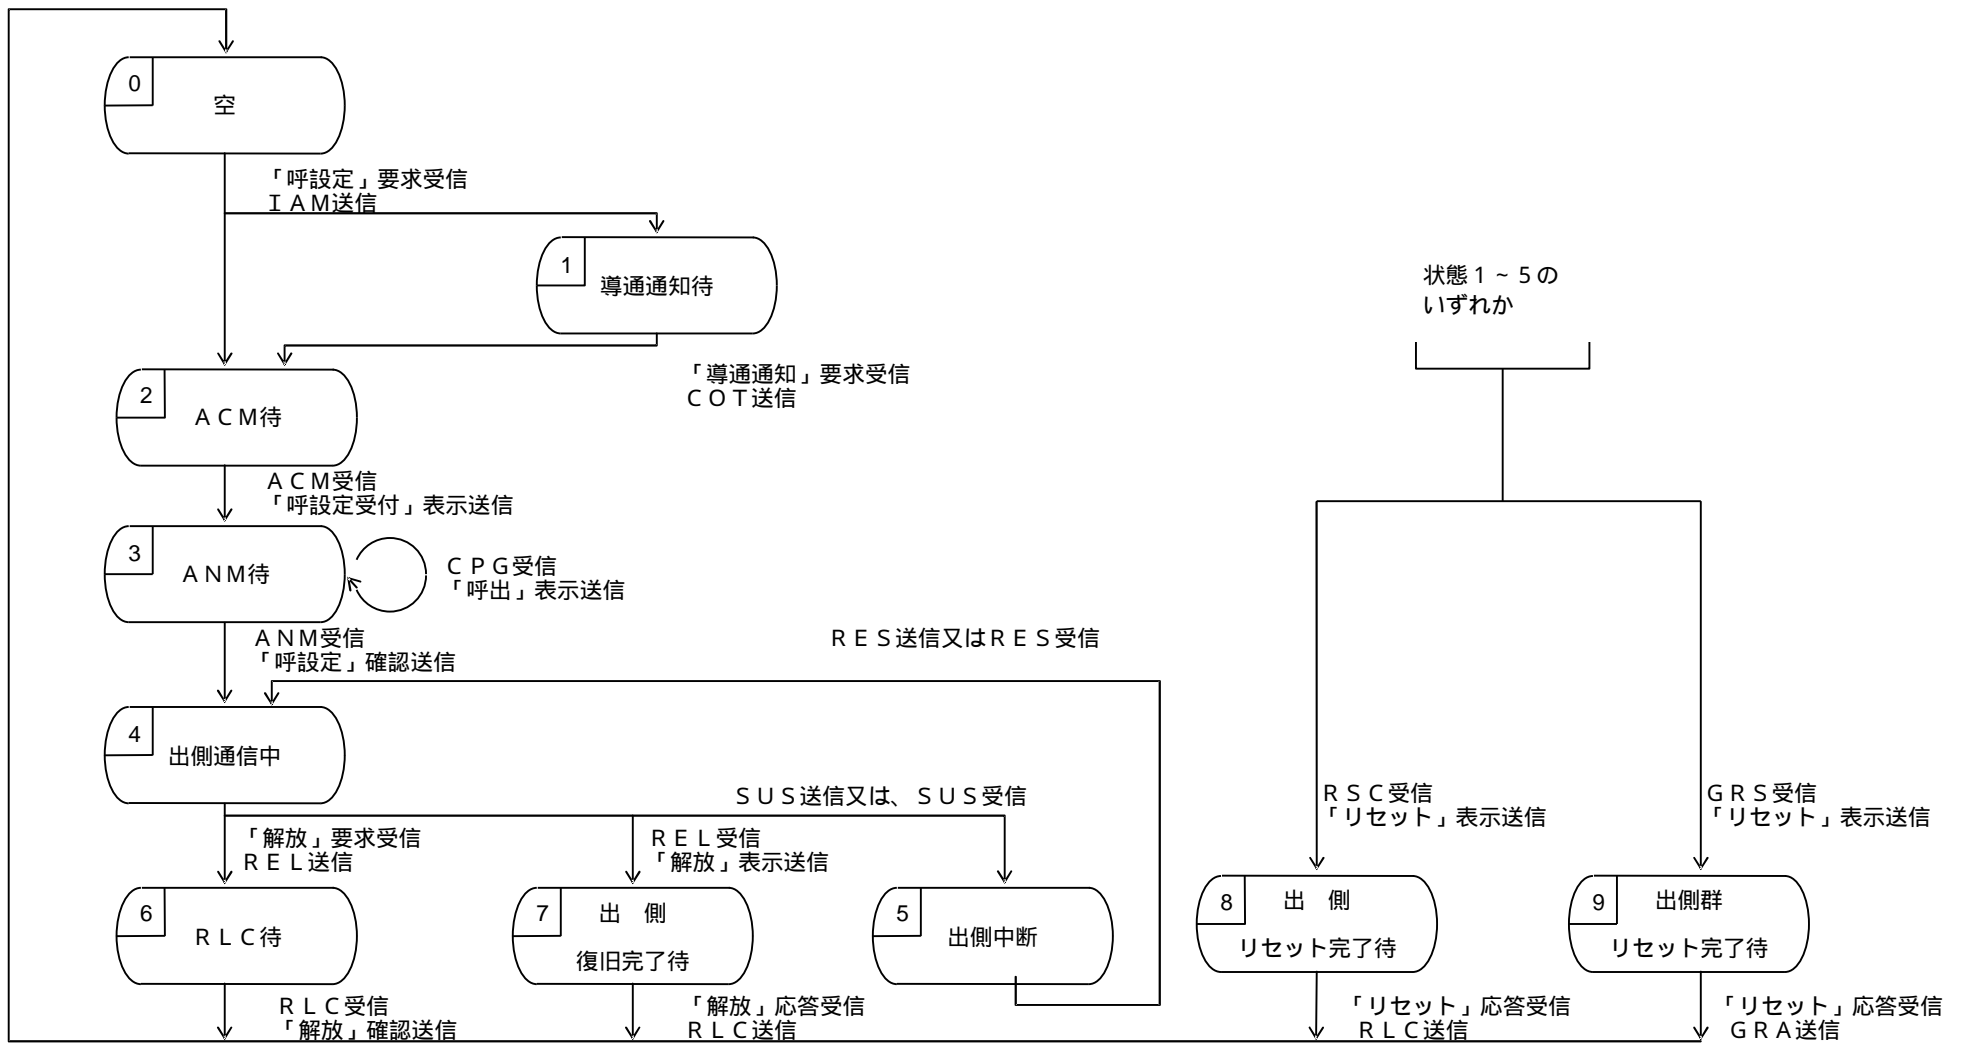 0
空
「呼設定」要求受信
ＩＡＭ送信
1
導通通知待
状態１～５の
いずれか
「導通通知」要求受信
ＣＯＴ送信
2
ＡＣＭ待
ＡＣＭ受信
「呼設定受付」表示送信
3
ＡＮＭ待
ＣＰＧ受信
「呼出」表示送信
ＡＮＭ受信
「呼設定」確認送信
ＲＥＳ送信又はＲＥＳ受信
4
出側通信中
ＳＵＳ送信又は、ＳＵＳ受信
「解放」要求受信
ＲＥＬ送信
ＲＥＬ受信
「解放」表示送信
ＲＳＣ受信
「リセット」表示送信
ＧＲＳ受信
「リセット」表示送信
6
ＲＬＣ待
7
出　側
復旧完了待
5
出側中断
8
出　側
リセット完了待
9
出側群
リセット完了待
ＲＬＣ受信
「解放」確認送信
「解放」応答受信
ＲＬＣ送信
「リセット」応答受信
ＲＬＣ送信
「リセット」応答受信
ＧＲＡ送信